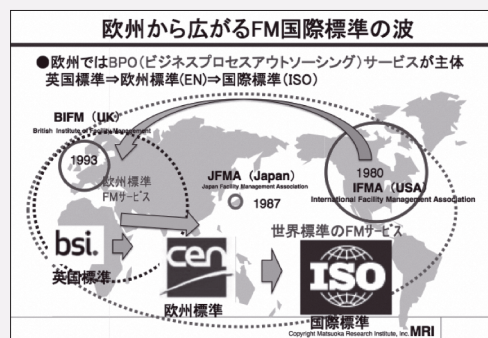 欧州から広がるFM国際標準の波
●欧州ではBPO(ビジネスプロセスアウトソーシング)サービスが主体
英国標準⇒欧州標準(EN)⇒国際標準(ISO)
BIFM (UK)
British Institute of Facility Management
1993
欧州標準
FMサービス
JFMA (Japan)
Japan Facility Management Association
1987
1980
IFMA (USA)
International Facility Management Association
世界標準のFMサービス
bsi.
英国標準
cen
欧州標準
ISO
国際標準
Copyright Matsuoka Research Institute, Inc. MRI